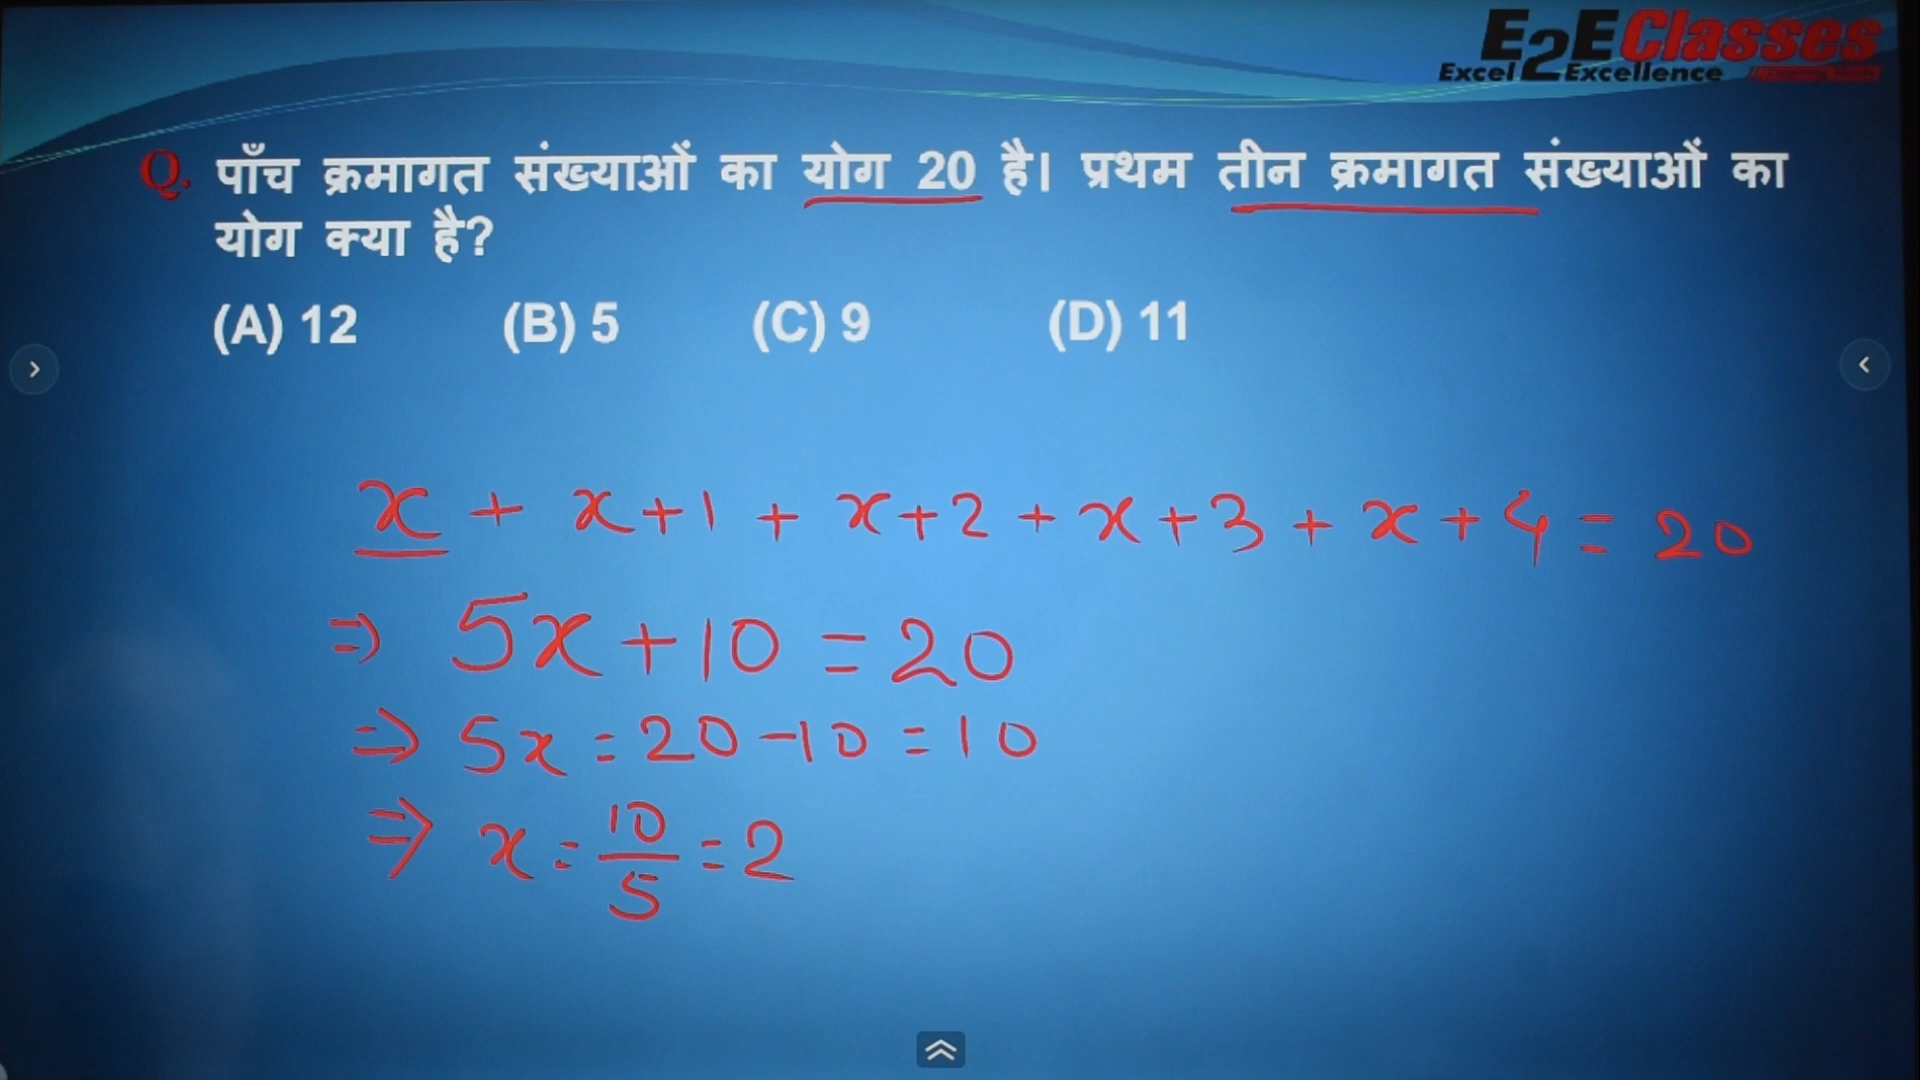 E2E Classes
Excel 2 Excellence
Q. पाँच क्रमागत संख्याओं का योग 20 है। प्रथम तीन क्रमागत संख्याओं का
योग क्या है?
(A) 12 (B) 5 (C) 9 (D) 11
x + x+1 + x+2 + x+3 + x+4 = 20
⇒ 5x+10 = 20
⇒ 5x = 20-10 = 10
⇒ x = 10/5 = 2